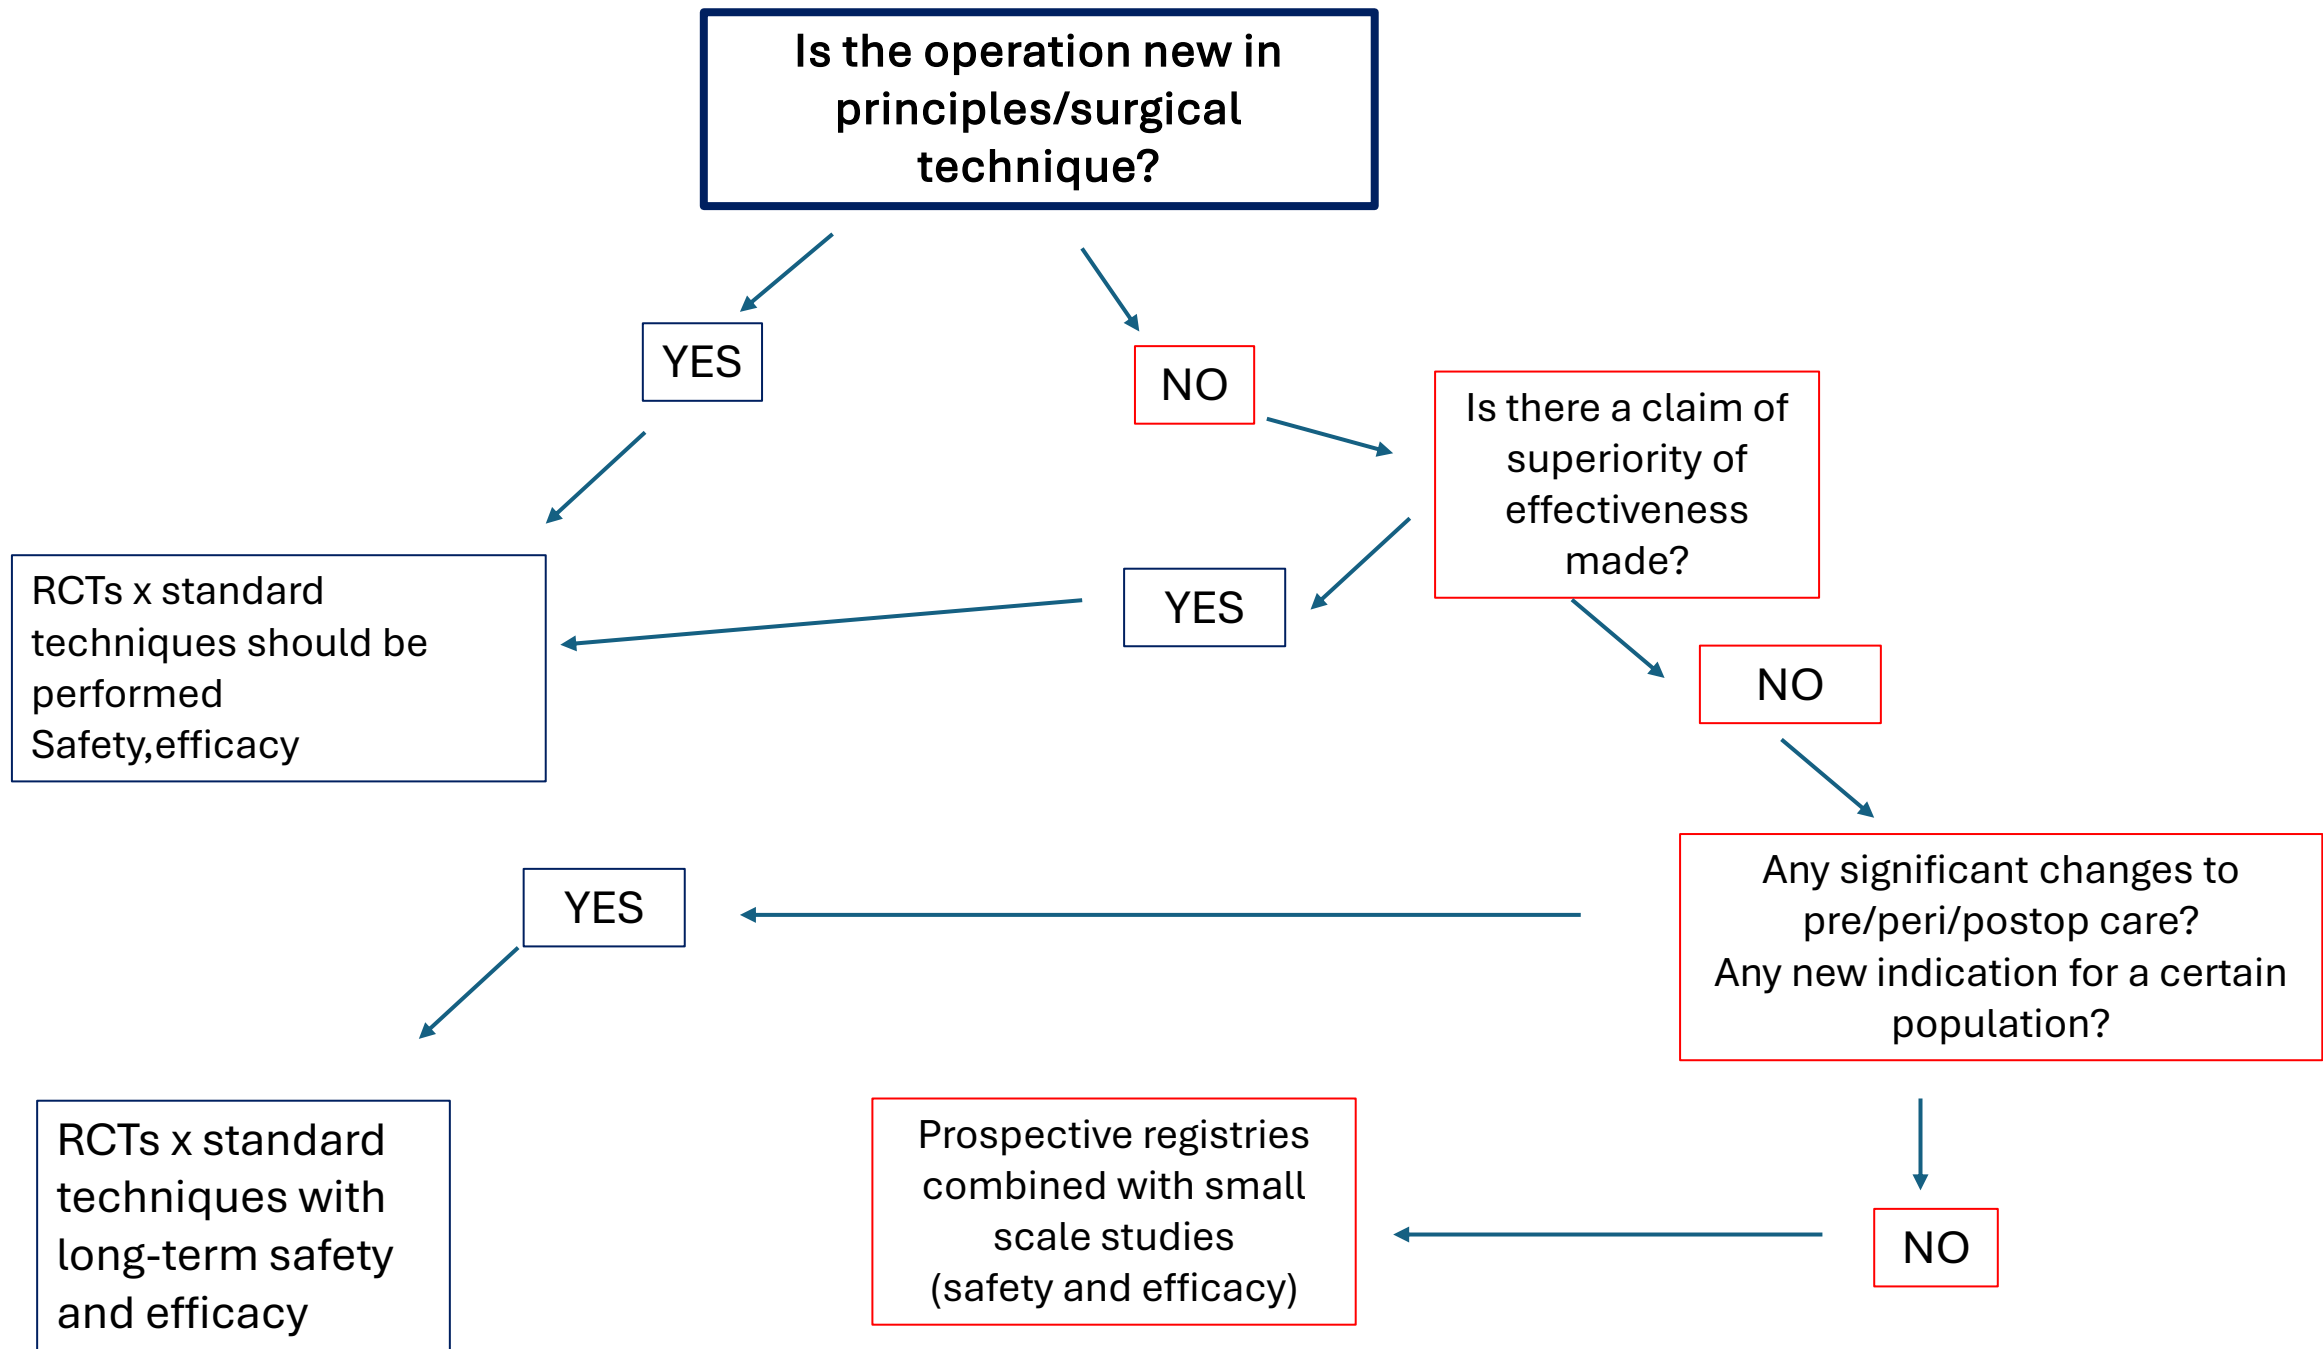 Is the operation new in
principles/surgical
technique?
YES
NO
Is there a claim of
superiority of
effectiveness
made?
RCTs x standard
techniques should be
performed
Safety,efficacy
YES
NO
Any significant changes to
pre/peri/postop care?
Any new indication for a certain
population?
YES
RCTs x standard
techniques with
long-term safety
and efficacy
Prospective registries
combined with small
scale studies
(safety and efficacy)
NO